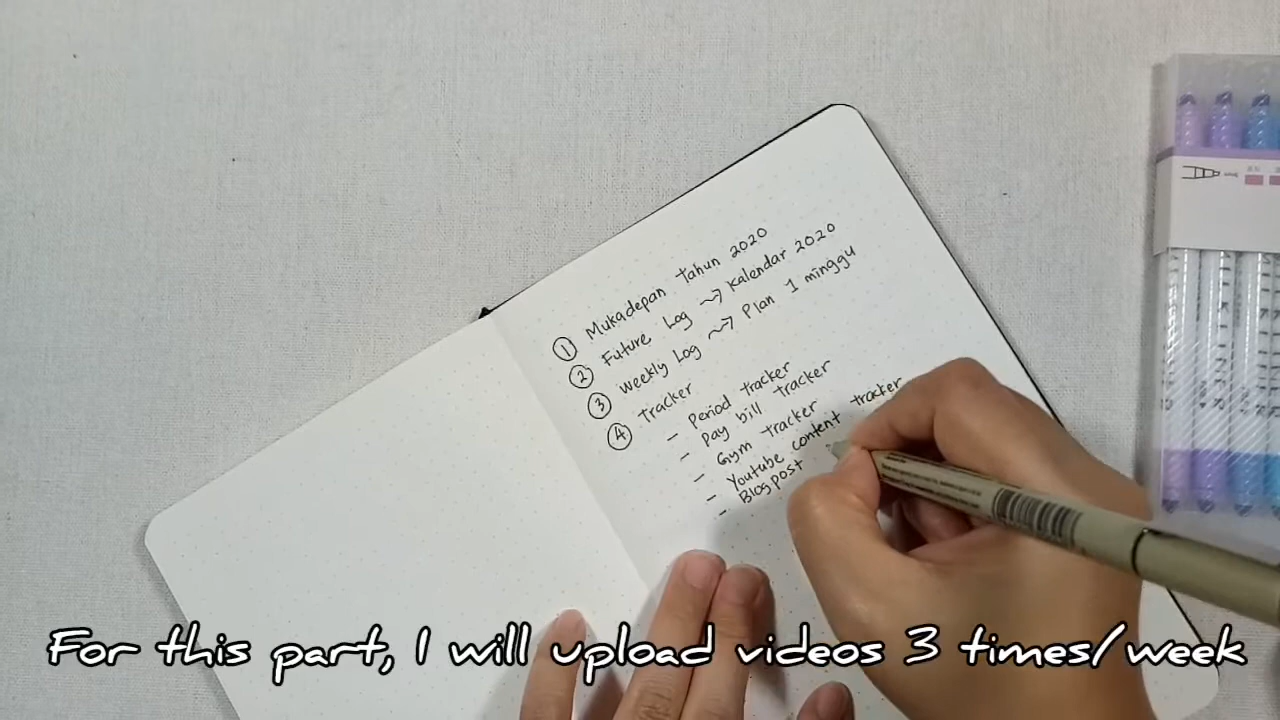 ① Mukadepan Tahun 2020
② Future Log ⤳ Kalendar 2020
③ Weekly Log ⤳ Plan 1 minggu
④ Tracker
- Period tracker
- Pay bill tracker
- Gym tracker
- Youtube content tracker
- Blogpost
For this part, I will upload videos 3 times/week